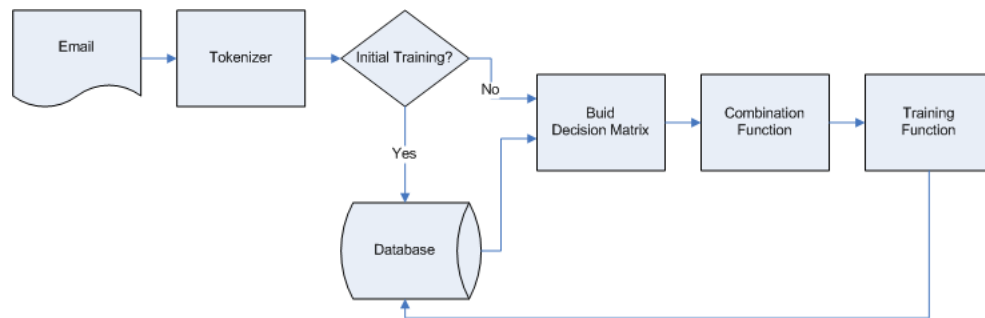 Email
Tokenizer
Initial Training?
No
Yes
Buid
Decision Matrix
Combination
Function
Training
Function
Database